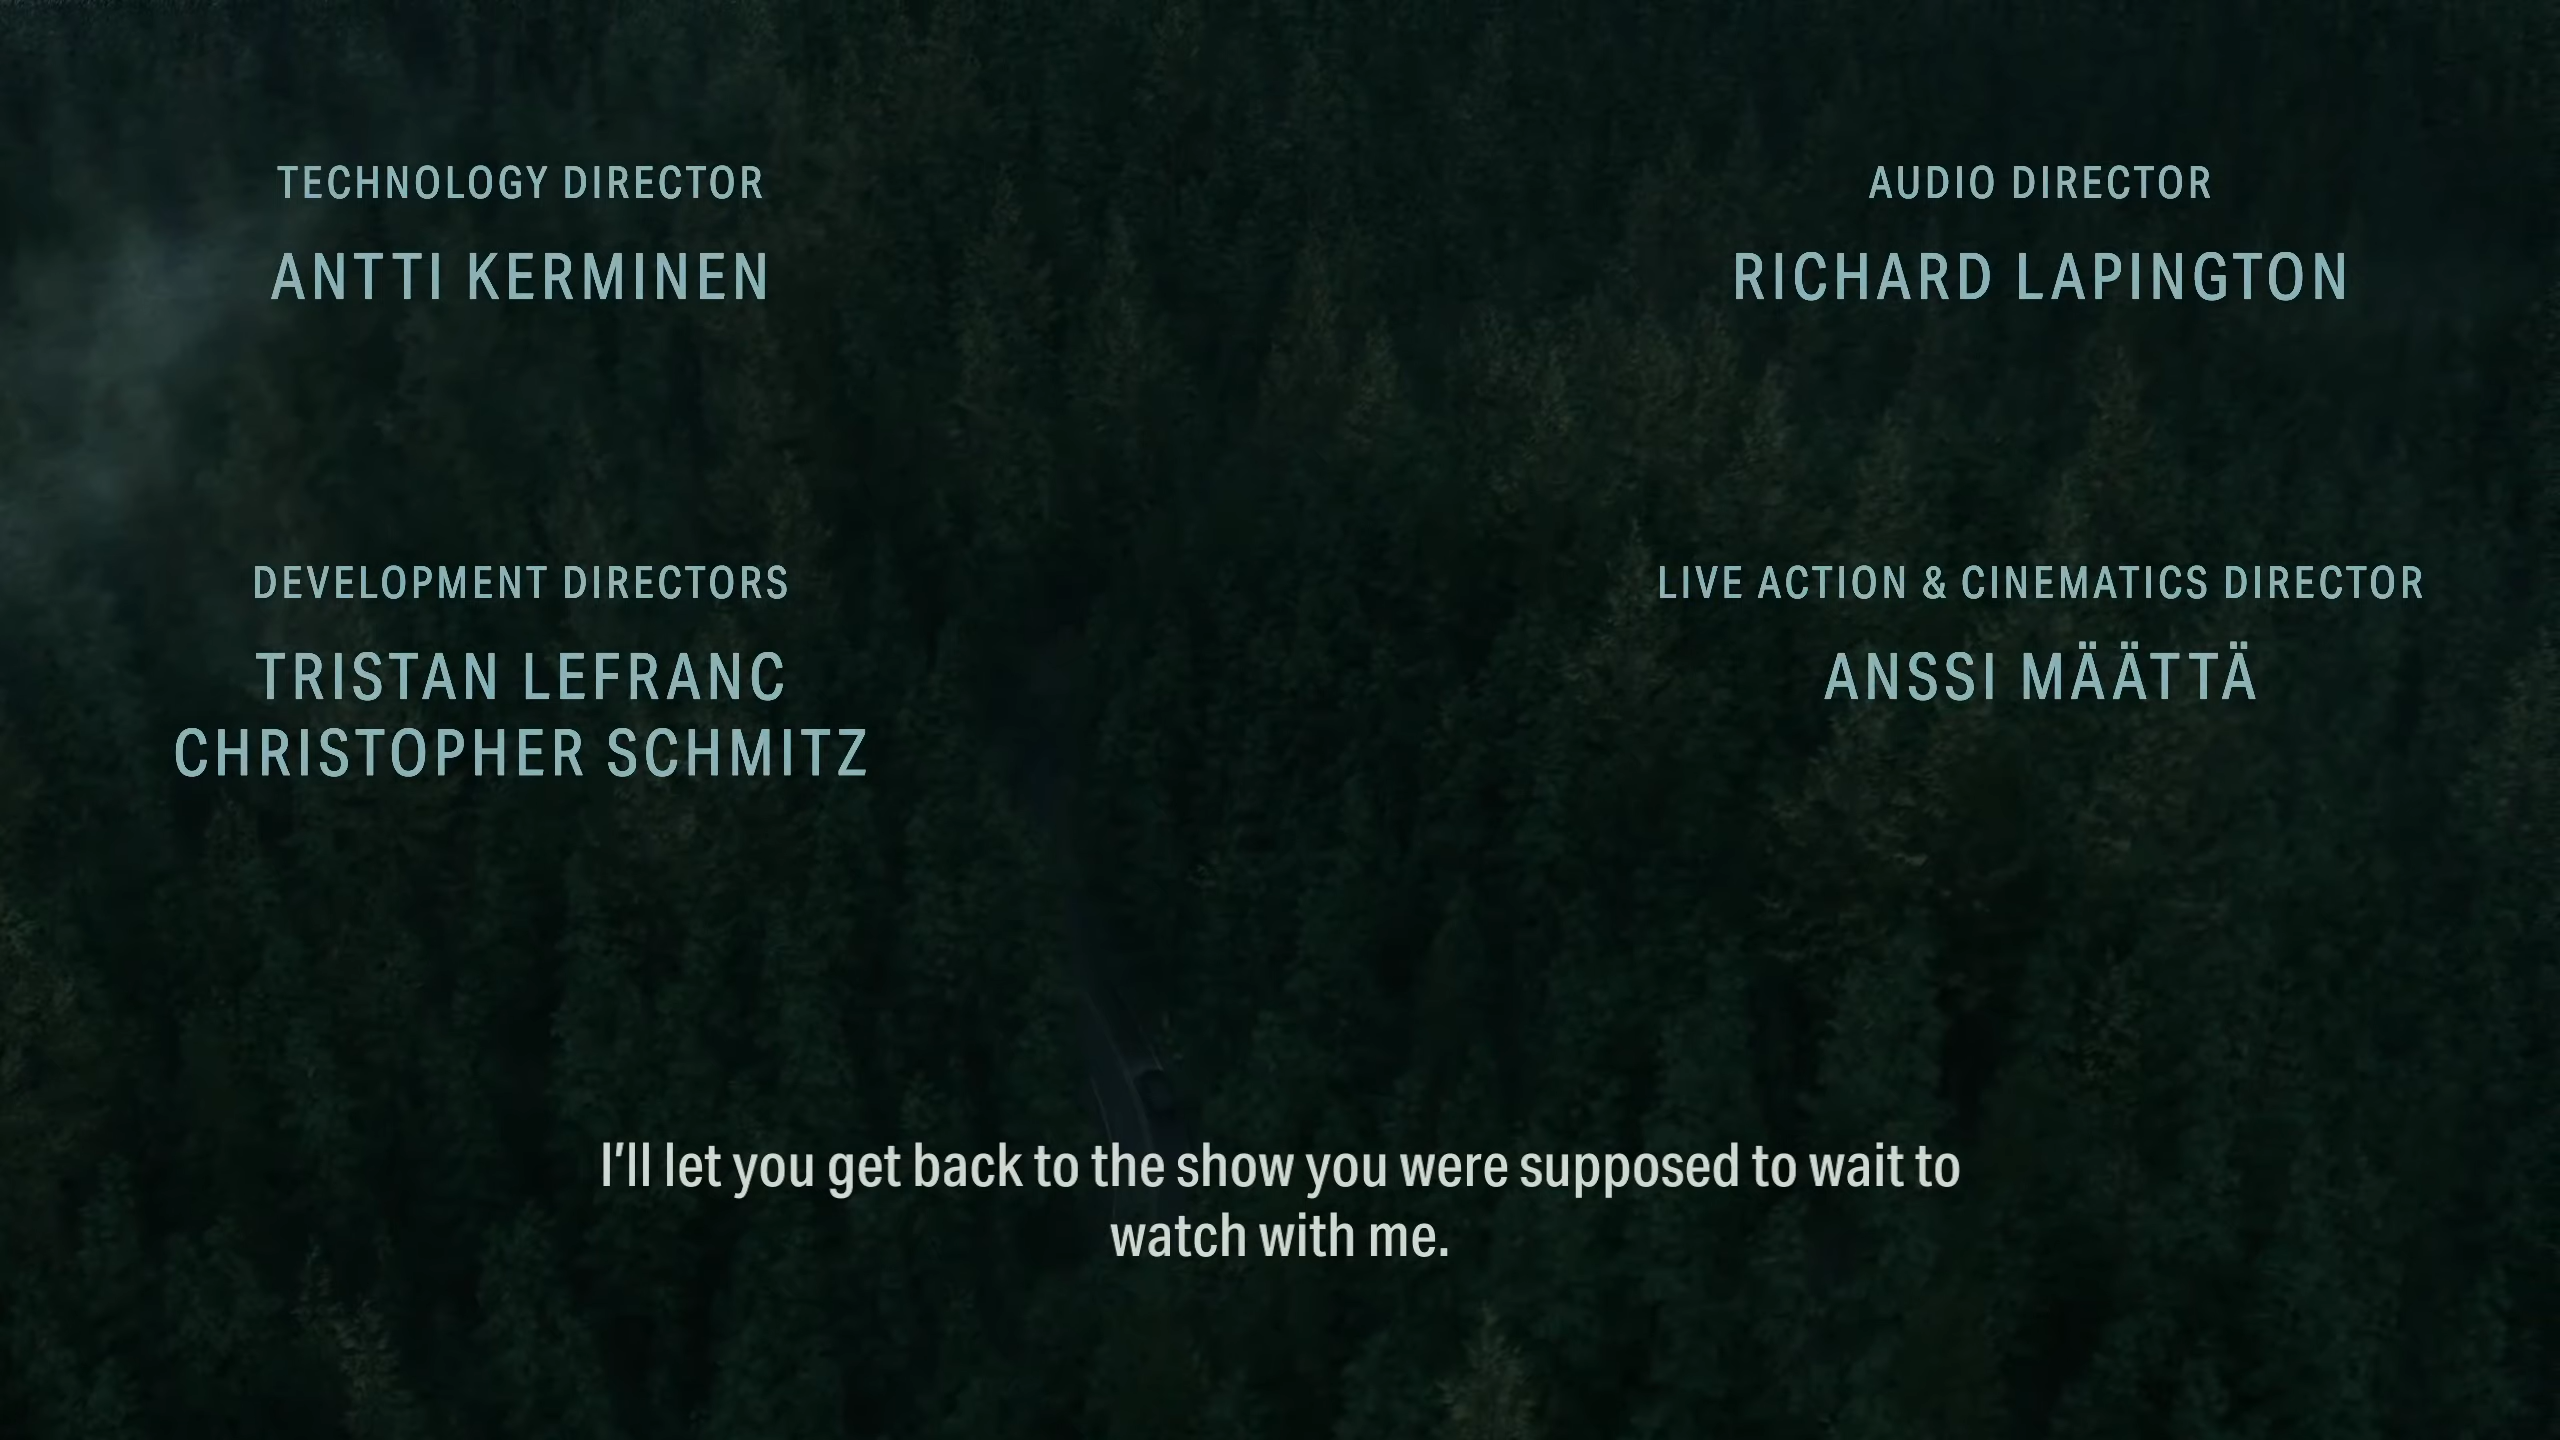 TECHNOLOGY DIRECTOR
ANTTI KERMINEN
AUDIO DIRECTOR
RICHARD LAPINGTON
DEVELOPMENT DIRECTORS
TRISTAN LEFRANC
CHRISTOPHER SCHMITZ
LIVE ACTION & CINEMATICS DIRECTOR
ANSSI MÄÄTTÄ
I'll let you get back to the show you were supposed to wait to
watch with me.